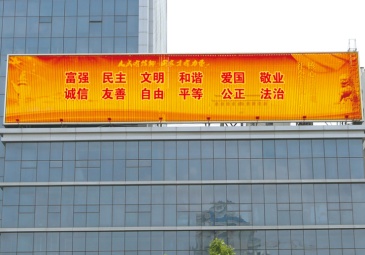 富强 民主 文明 和谐 爱国 敬业
诚信 友善 自由 平等 公正 法治